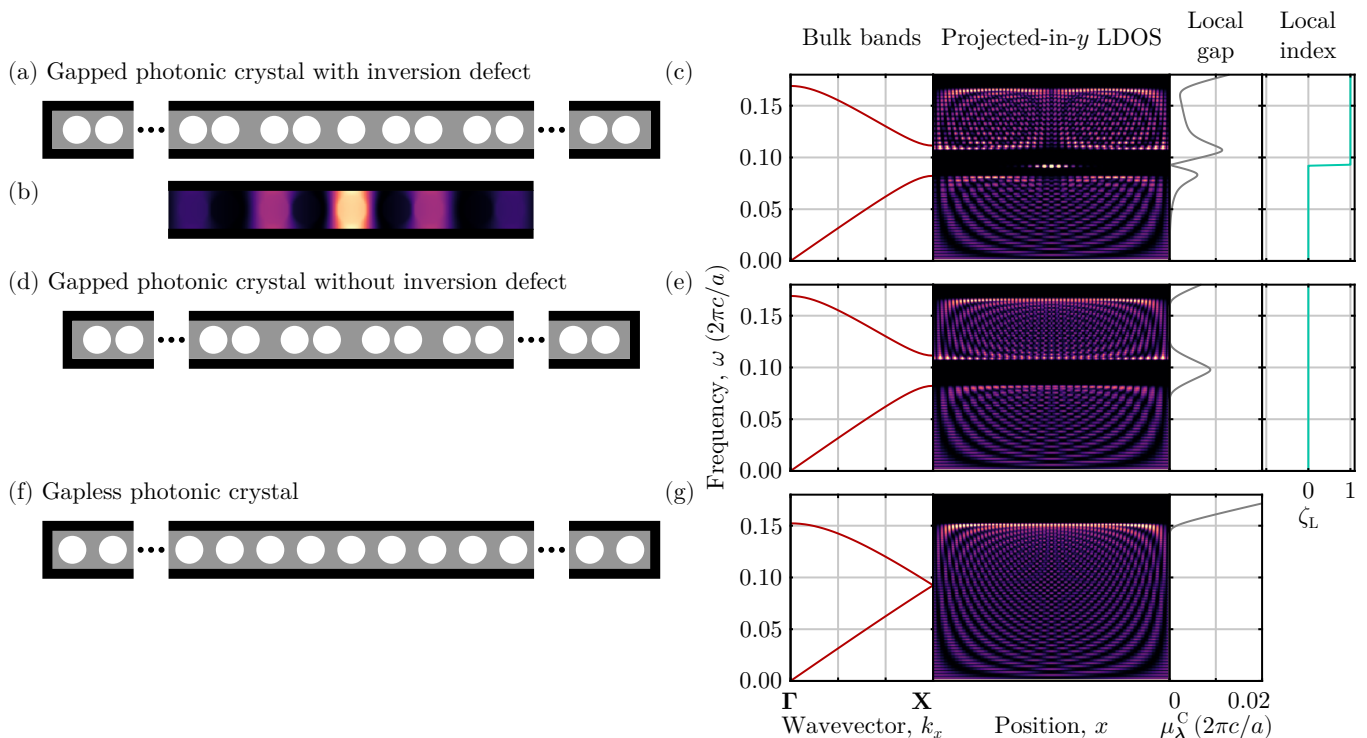 Bulk bands
Projected-in-y LDOS
Local gap
Local index
(a) Gapped photonic crystal with inversion defect
(b)
(c)
0.15
0.10
0.05
0.00
(d) Gapped photonic crystal without inversion defect
(e)
0.15
0.10
0.05
0.00
0
1
ζL
(f) Gapless photonic crystal
(g)
0.15
0.10
0.05
0.00
Frequency, ω (2πc/a)
Γ
X
0
0.02
Wavevector, kx
Position, x
μλC (2πc/a)